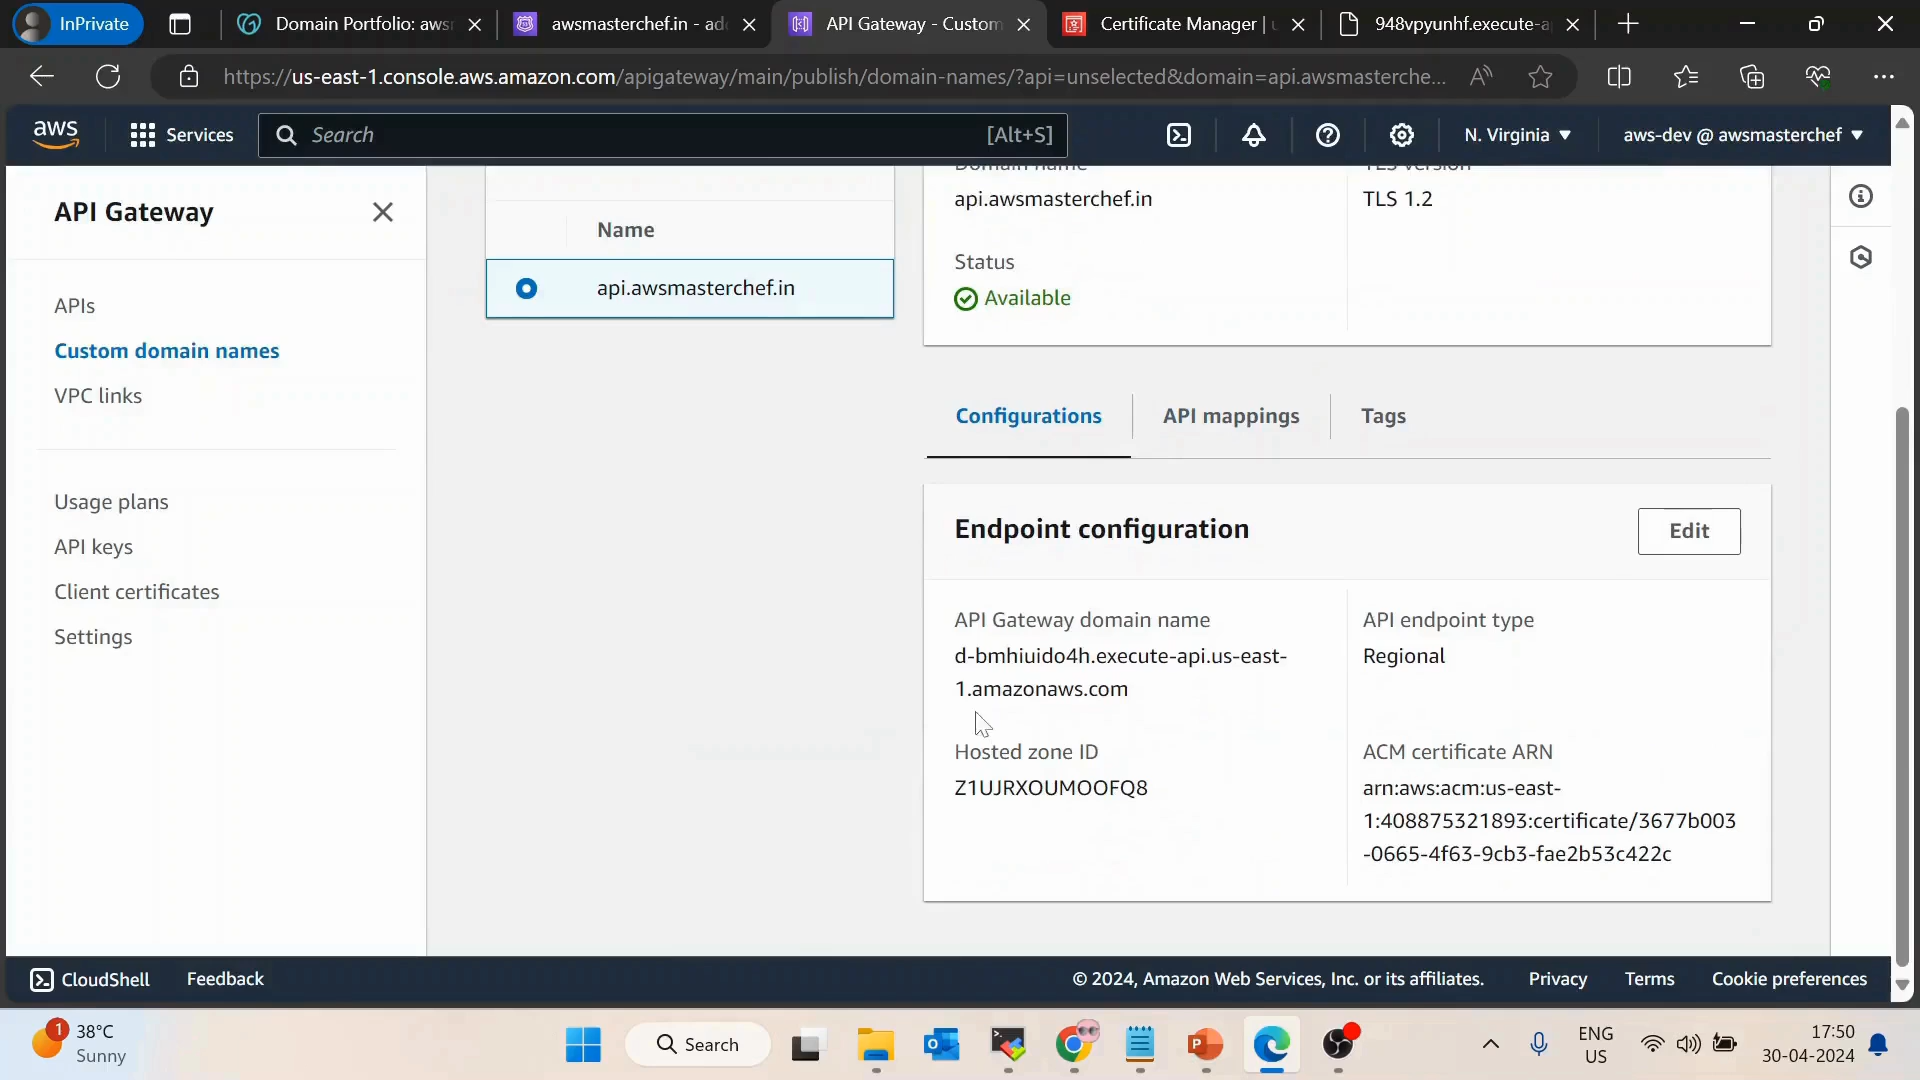 InPrivate
Domain Portfolio: aws
awsmasterchef.in - ad
API Gateway - Custom
Certificate Manager |
948vpyunhf.execute-a
https://us-east-1.console.aws.amazon.com/apigateway/main/publish/domain-names/?api=unselected&domain=api.awsmasterche...
aws
Services
Search
[Alt+S]
N. Virginia
aws-dev @ awsmasterchef
API Gateway
APIs
Custom domain names
VPC links
Usage plans
API keys
Client certificates
Settings
Name
api.awsmasterchef.in
Domain name
api.awsmasterchef.in
TLS version
TLS 1.2
Status
Available
Configurations
API mappings
Tags
Endpoint configuration
Edit
API Gateway domain name
d-bmhiuido4h.execute-api.us-east-
1.amazonaws.com
API endpoint type
Regional
Hosted zone ID
Z1UJRXOUMOOFQ8
ACM certificate ARN
arn:aws:acm:us-east-
1:408875321893:certificate/3677b003
-0665-4f63-9cb3-fae2b53c422c
CloudShell
Feedback
© 2024, Amazon Web Services, Inc. or its affiliates.
Privacy
Terms
Cookie preferences
1
38°C
Sunny
Search
ENG
US
17:50
30-04-2024